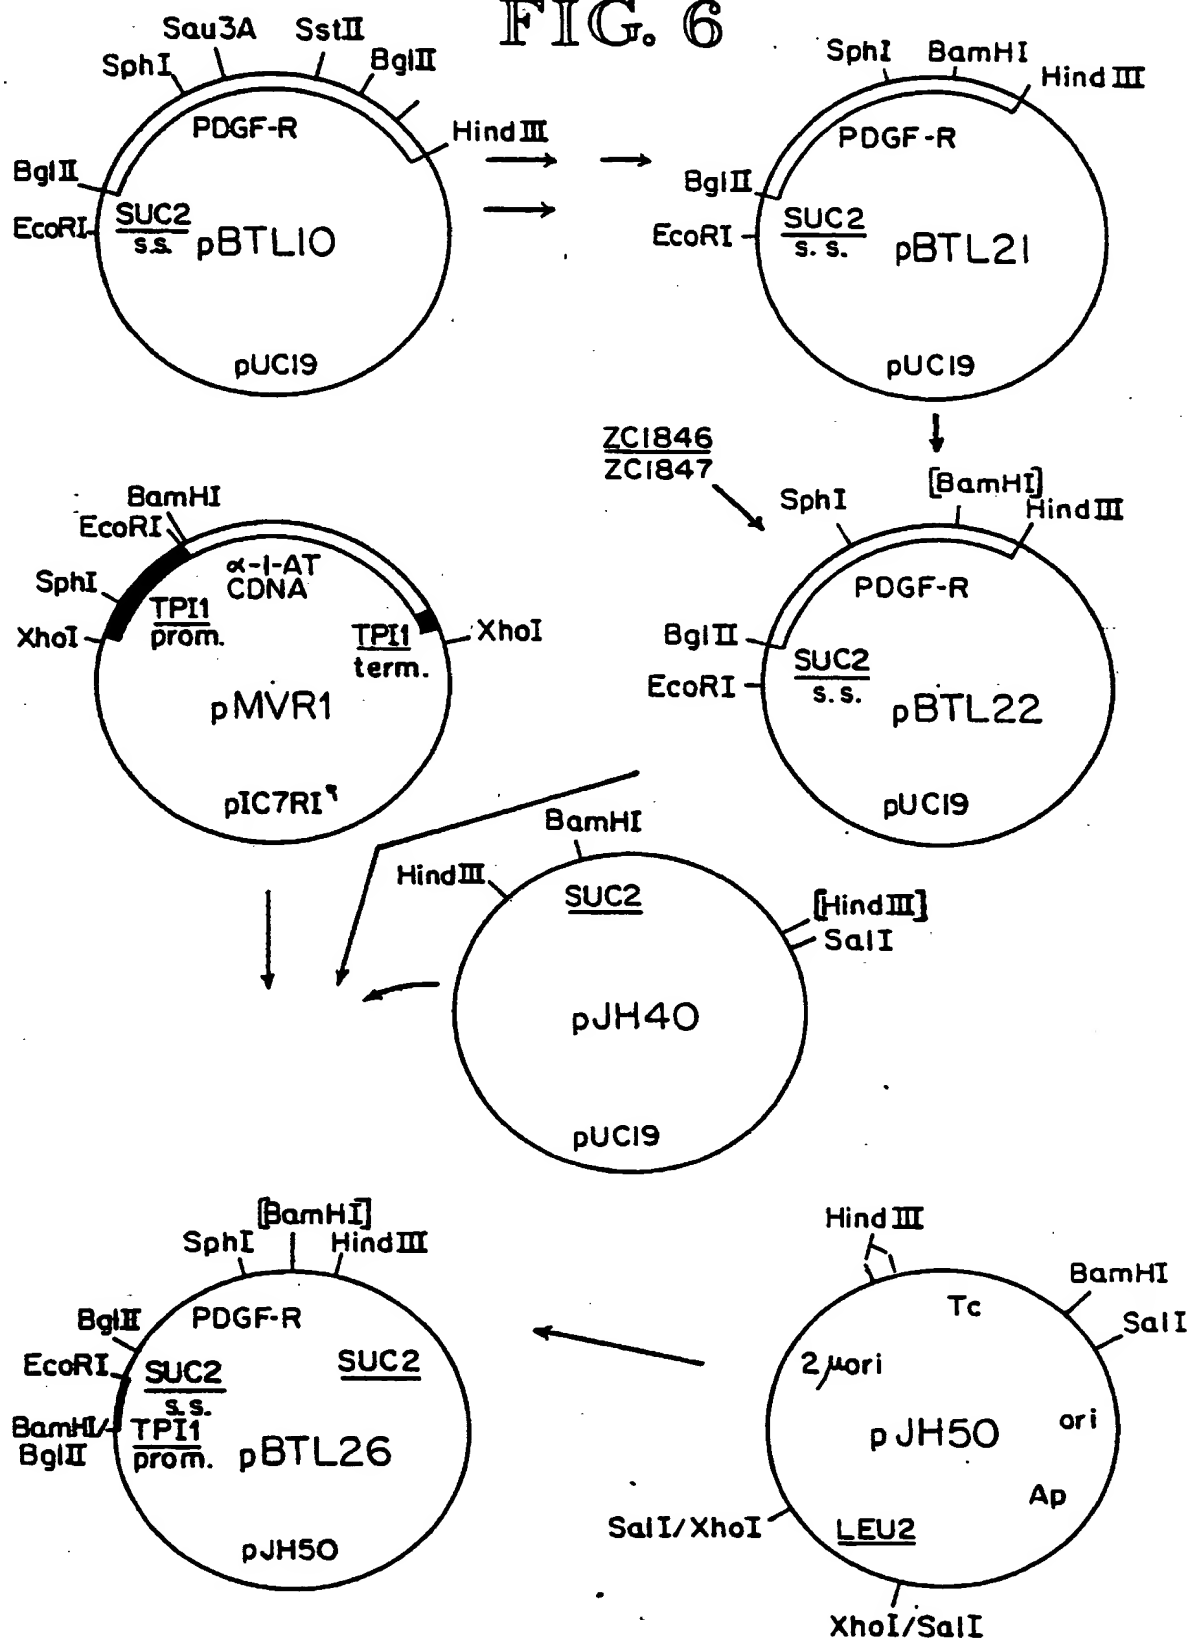 FIG. 6
Sau3A
SstII
SphI
BglII
PDGF-R
HindIII
BglII
EcoRI
SUC2
s.s.
pBTL10
pUC19
SphI
BamHI
HindIII
PDGF-R
BglII
EcoRI
SUC2
s. s.
pBTL21
pUC19
ZC1846
ZC1847
BamHI
EcoRI
α-1-AT
CDNA
SphI
TPI1
prom.
XhoI
TPI1
term.
XhoI
pMVR1
pIC7RI
SphI
[BamHI]
HindIII
PDGF-R
BglII
EcoRI
SUC2
s.s.
pBTL22
pUC19
BamHI
HindIII
SUC2
[HindIII]
SalI
pJH40
pUC19
[BamHI]
SphI
HindIII
PDGF-R
BglII
EcoRI
SUC2
s.s.
SUC2
BamHI/
BglII
TPI1
prom.
pBTL26
pJH50
HindIII
BamHI
Tc
SalI
2μori
ori
pJH50
Ap
SalI/XhoI
LEU2
XhoI/SalI